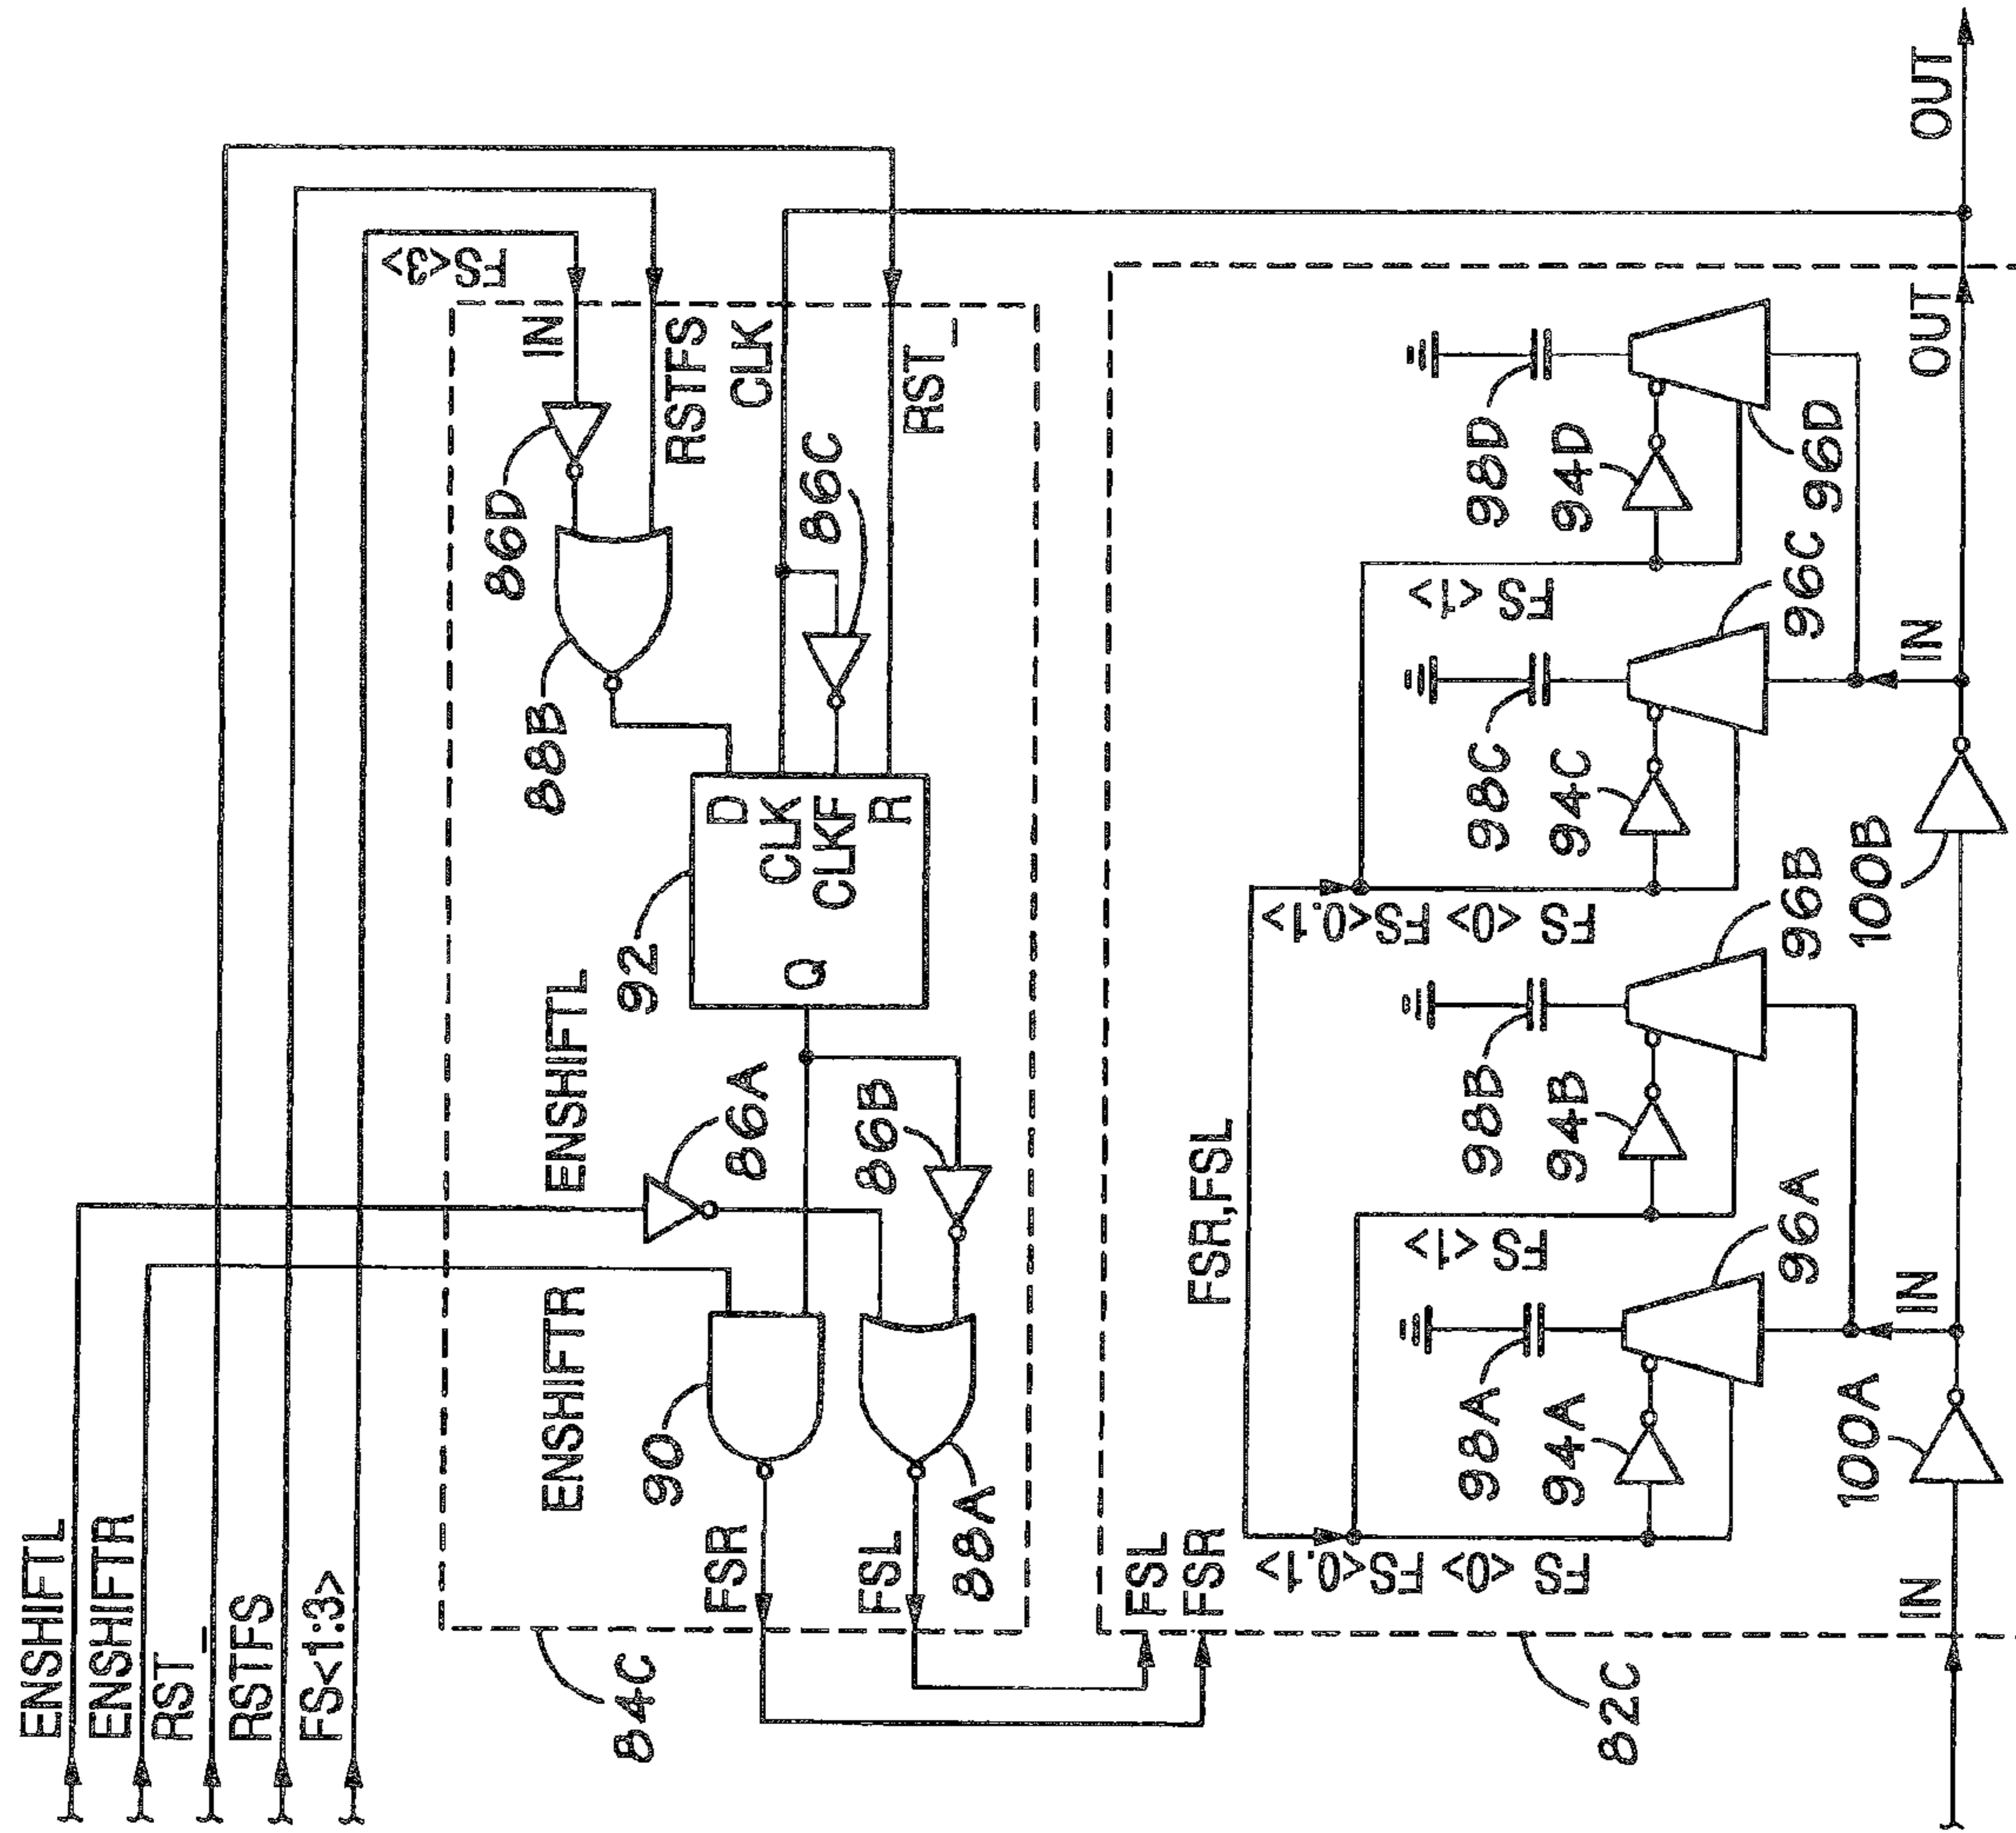 ENSHIFTL
ENSHIFTR
RST_
RSTFS
FS<1:3>
FS<3>
IN
RSTFS
CLK
RST_
86D
88B
86C
92
D
CLK
CLKF
R
Q
ENSHIFTL
86A
86B
ENSHIFTR
90
88A
FSR
FSL
84C
FSL
FSR
FSR,FSL
FS<0.1>
FS<0>
FS<1>
98A
94A
96A
98B
94B
96B
FS<0.1>
FS<0>
FS<1>
98C
94C
96C
98D
94D
96D
82C
IN
100A
IN
100B
IN
OUT
OUT